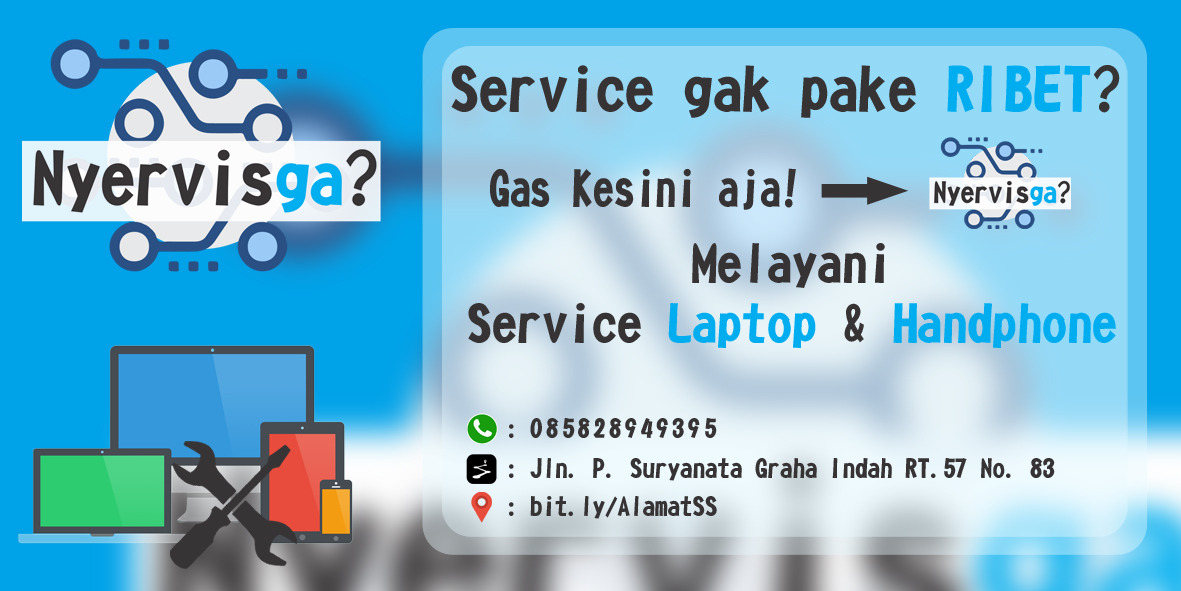 Nyervisga?
Service gak pake RIBET?
Gas Kesini aja!
Nyervisga?
Melayani
Service Laptop & Handphone
: 085828949395
: Jln. P. Suryanata Graha Indah RT.57 No. 83
: bit.ly/AlamatSS